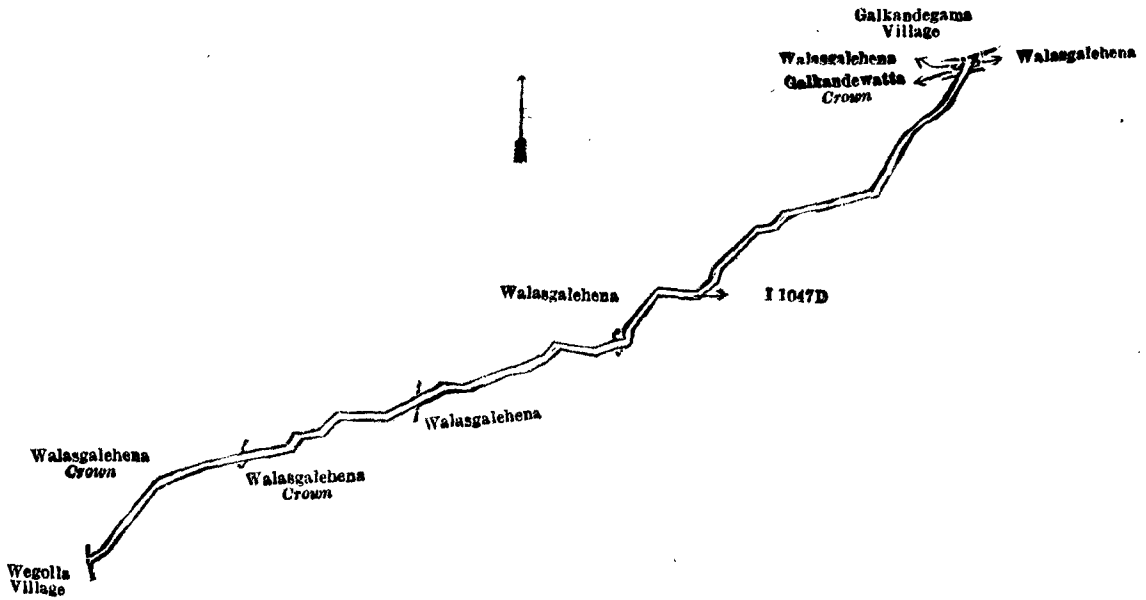 Galkandegama
Village
Walasgalehena
Walasgalehena
Galkandewatta
Crown
Walasgalehena
I 1047D
Walasgalehena
Walasgalehena
Crown
Walasgalehena
Crown
Wegolla
Village